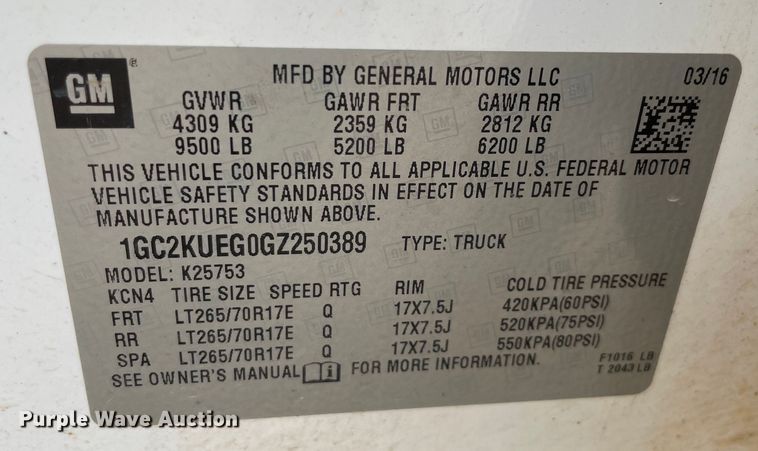 GM
MFD BY GENERAL MOTORS LLC 03/16
GVWR GAWR FRT GAWR RR
4309 KG 2359 KG 2812 KG
9500 LB 5200 LB 6200 LB
THIS VEHICLE CONFORMS TO ALL APPLICABLE U.S. FEDERAL MOTOR
VEHICLE SAFETY STANDARDS IN EFFECT ON THE DATE OF
MANUFACTURE SHOWN ABOVE.
1GC2KUEG0GZ250389 TYPE: TRUCK
MODEL: K25753
KCN4 TIRE SIZE SPEED RTG RIM COLD TIRE PRESSURE
FRT LT265/70R17E Q 17X7.5J 420KPA(60PSI)
RR LT265/70R17E Q 17X7.5J 520KPA(75PSI)
SPA LT265/70R17E Q 17X7.5J 550KPA(80PSI)
SEE OWNER'S MANUAL FOR MORE INFORMATION.
F1016 LB
T 2043 LB
Purple Wave Auction